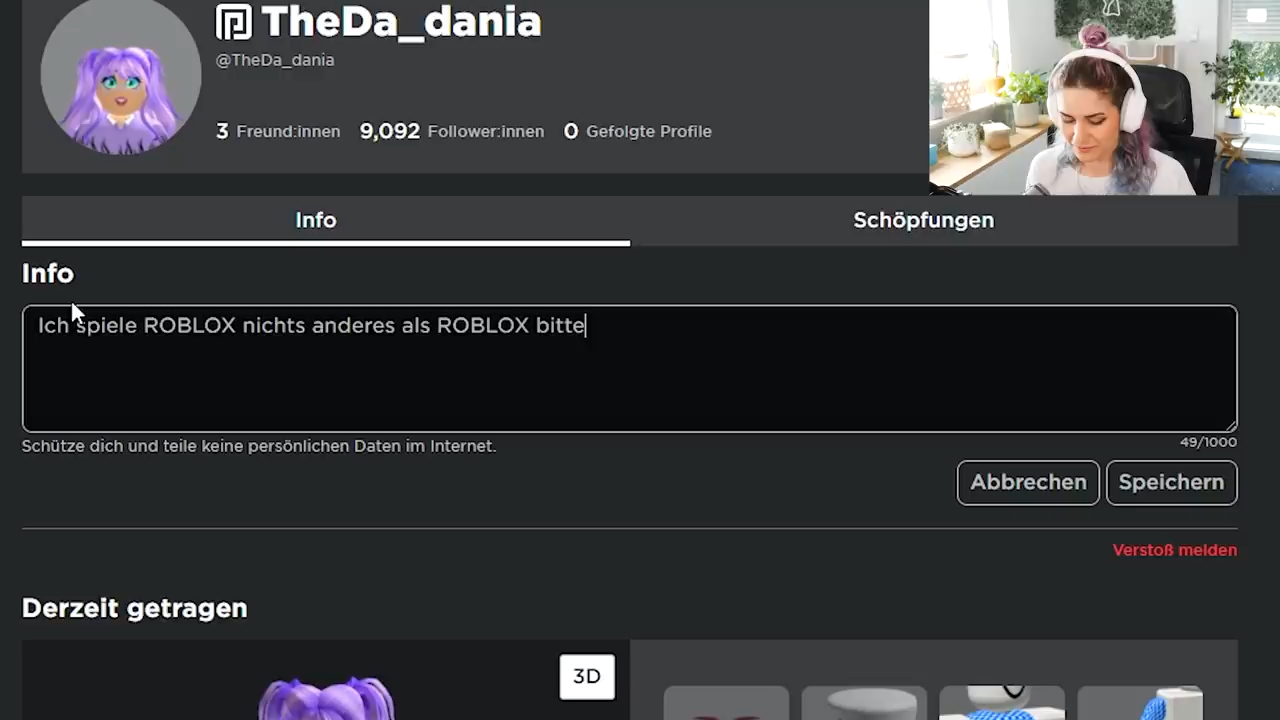 TheDa_dania
@TheDa_dania
3 Freund:innen 9,092 Follower:innen 0 Gefolgte Profile
Info Schöpfungen
Info
Ich spiele ROBLOX nichts anderes als ROBLOX bitte
Schütze dich und teile keine persönlichen Daten im Internet.
49/1000
Abbrechen Speichern
Verstoß melden
Derzeit getragen
3D